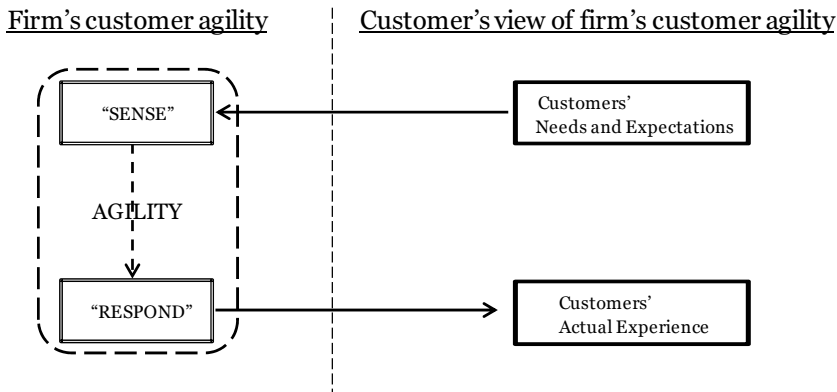 Firm’s customer agility
Customer’s view of firm’s customer agility
“SENSE”
Customers’
Needs and Expectations
AGILITY
“RESPOND”
Customers’
Actual Experience